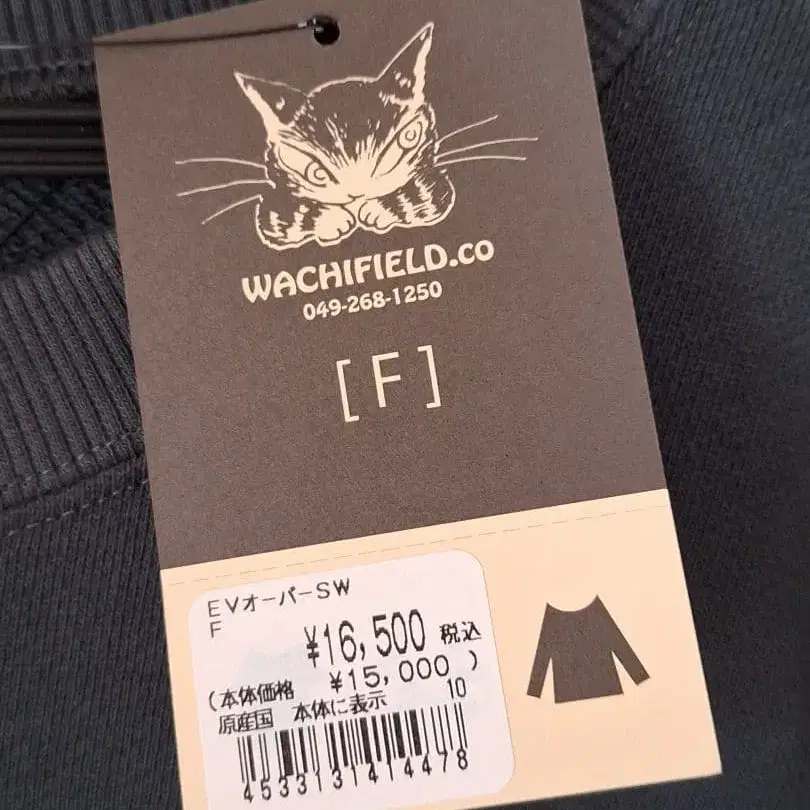 WACHIFIELD.co
049-268-1250
[F]
EVオーバーSW
F
¥16,500 税込
(本体価格 ¥15,000 )
原産国 本体に表示 10
4533131414478